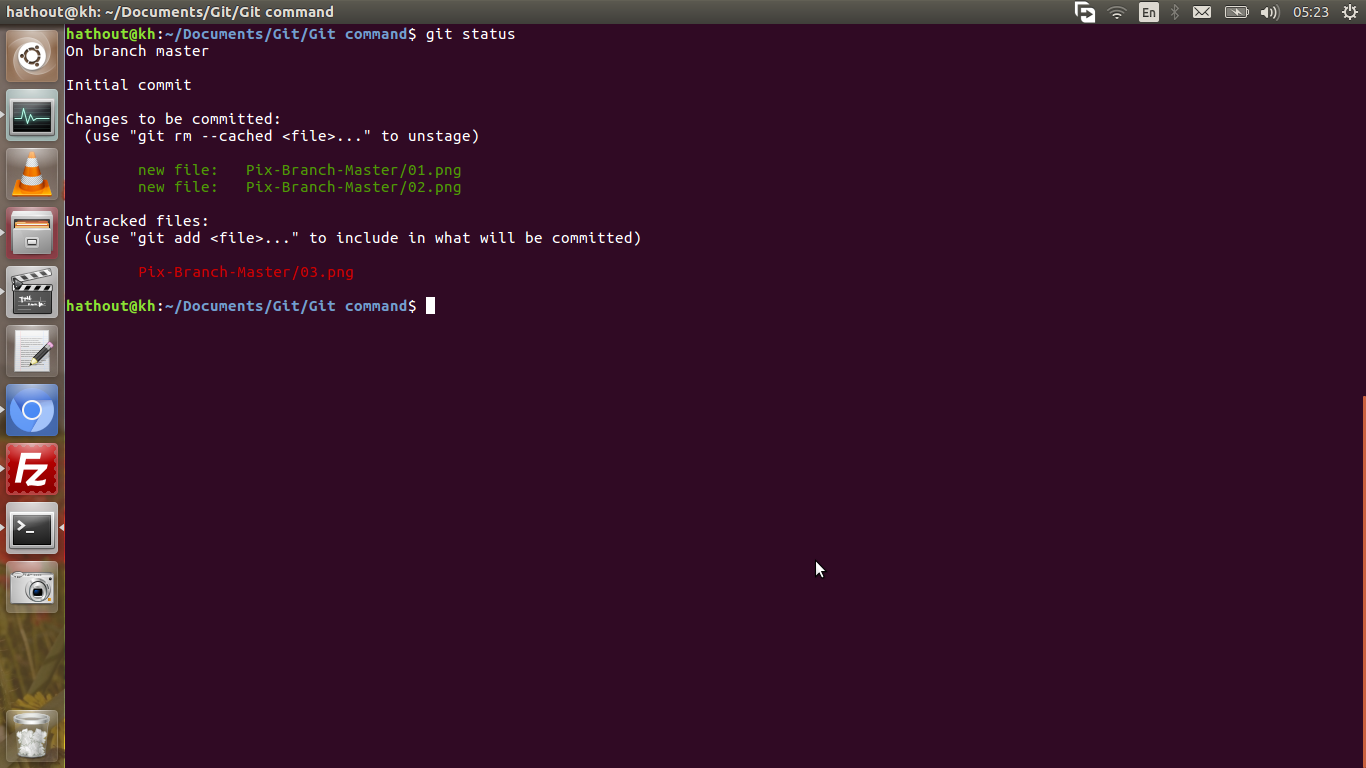 hathout@kh: ~/Documents/Git/Git command
En
05:23
hathout@kh:~/Documents/Git/Git command$ git status
On branch master
Initial commit
Changes to be committed:
(use "git rm --cached <file>..." to unstage)
new file: Pix-Branch-Master/01.png
new file: Pix-Branch-Master/02.png
Untracked files:
(use "git add <file>..." to include in what will be committed)
Pix-Branch-Master/03.png
hathout@kh:~/Documents/Git/Git command$
Fz
>_